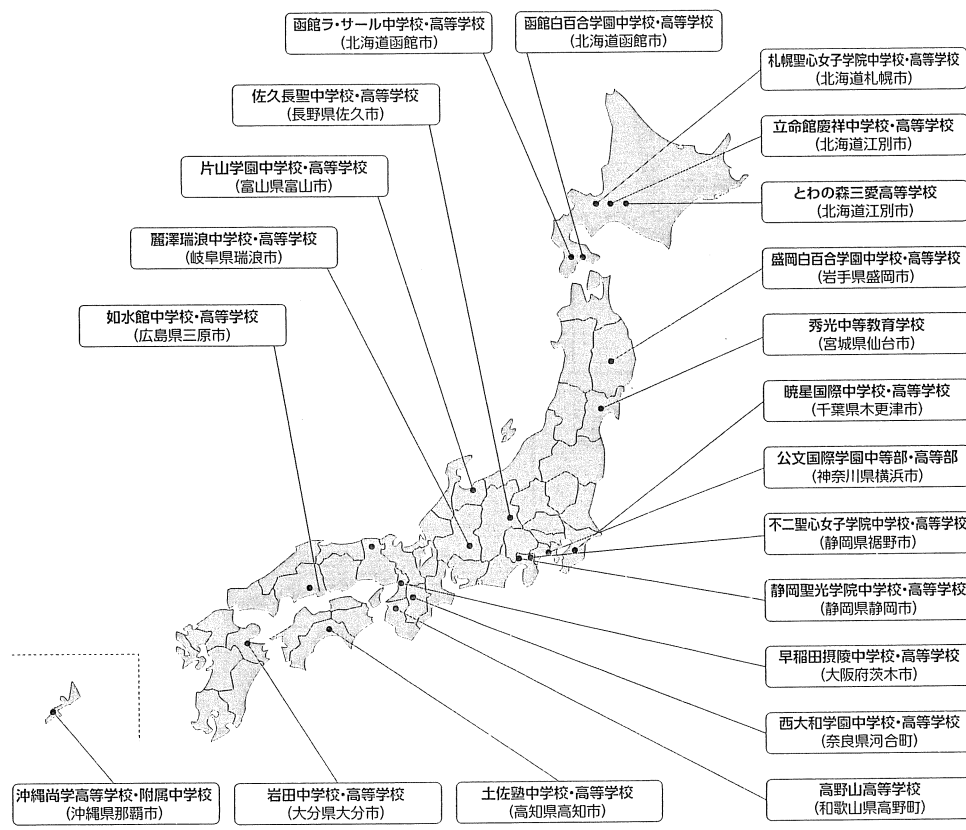 函館ラ・サール中学校・高等学校
(北海道函館市)
函館白百合学園中学校・高等学校
(北海道函館市)
札幌聖心女子学院中学校・高等学校
(北海道札幌市)
佐久長聖中学校・高等学校
(長野県佐久市)
立命館慶祥中学校・高等学校
(北海道江別市)
片山学園中学校・高等学校
(富山県富山市)
とわの森三愛高等学校
(北海道江別市)
麗澤瑞浪中学校・高等学校
(岐阜県瑞浪市)
盛岡白百合学園中学校・高等学校
(岩手県盛岡市)
如水館中学校・高等学校
(広島県三原市)
秀光中等教育学校
(宮城県仙台市)
暁星国際中学校・高等学校
(千葉県木更津市)
公文国際学園中等部・高等部
(神奈川県横浜市)
不二聖心女子学院中学校・高等学校
(静岡県裾野市)
静岡聖光学院中学校・高等学校
(静岡県静岡市)
早稲田摂陵中学校・高等学校
(大阪府茨木市)
西大和学園中学校・高等学校
(奈良県河合町)
高野山高等学校
(和歌山県高野町)
沖縄尚学高等学校・附属中学校
(沖縄県那覇市)
岩田中学校・高等学校
(大分県大分市)
土佐塾中学校・高等学校
(高知県高知市)